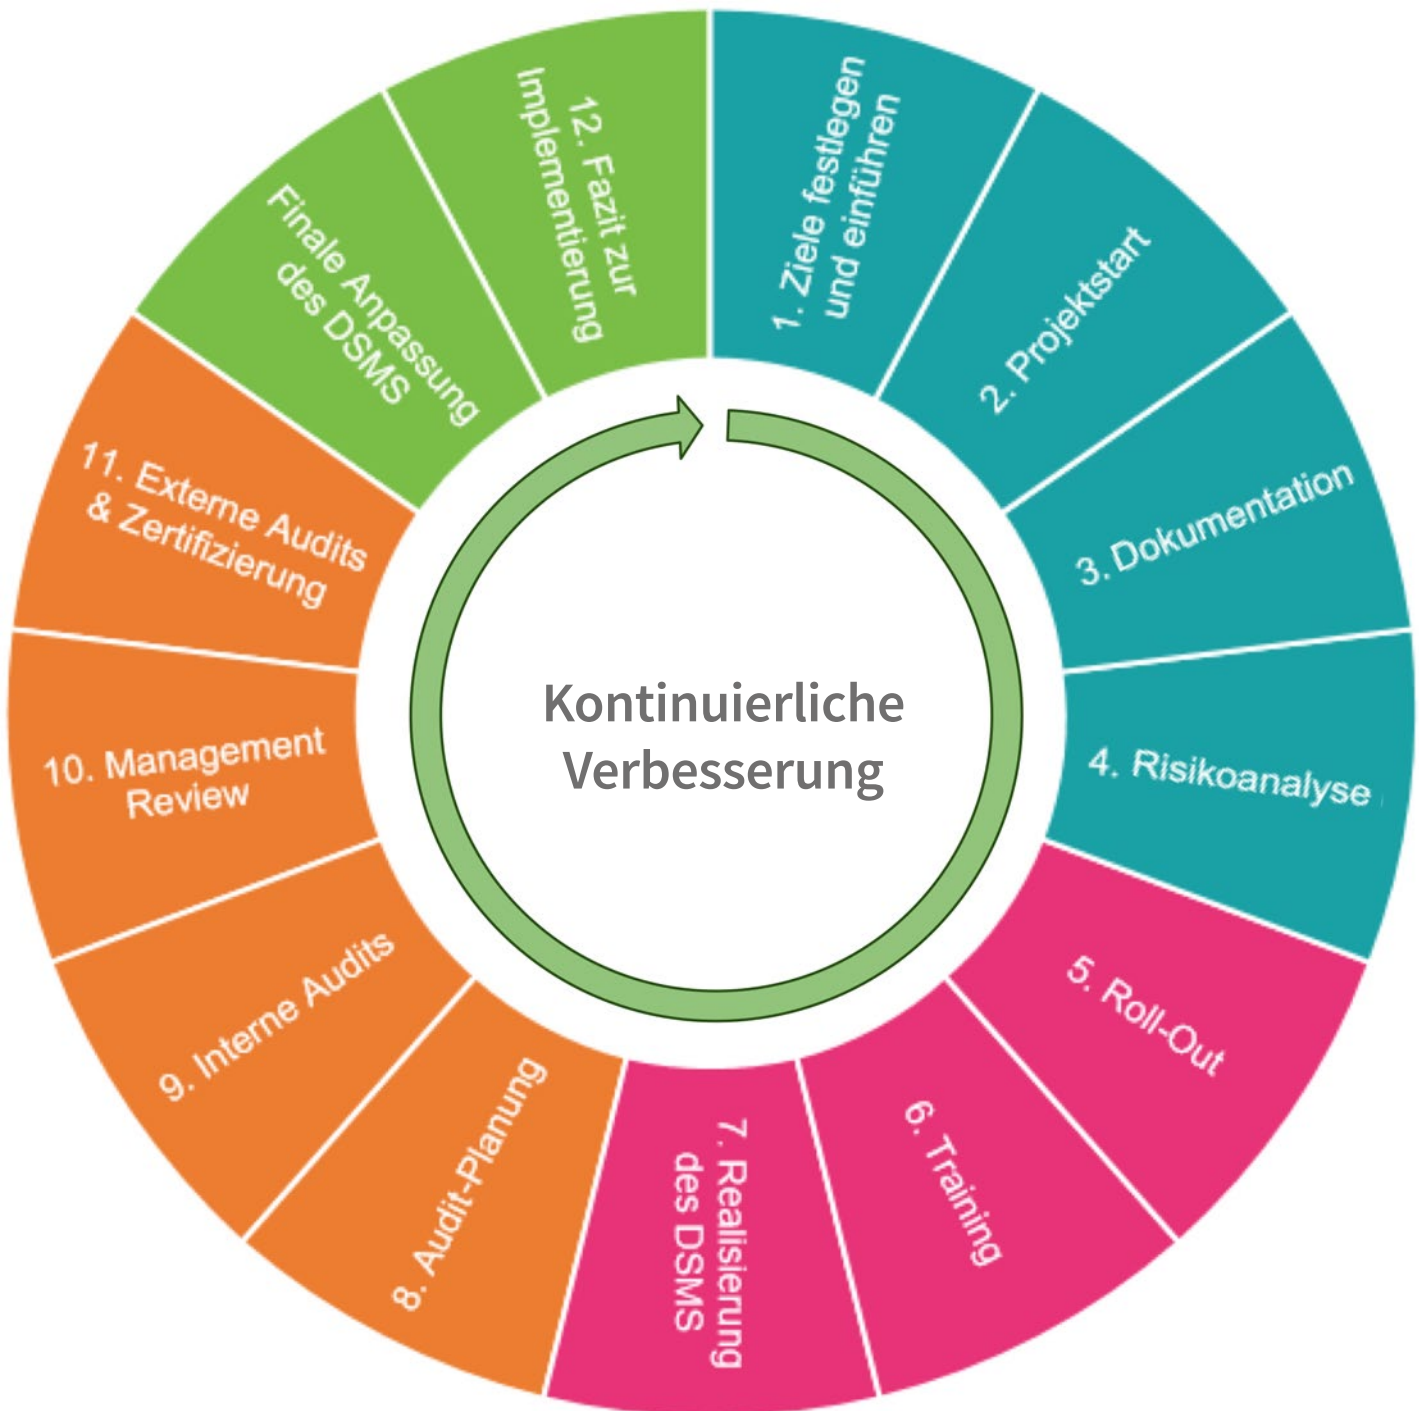 1. Ziele festlegen
und einführen
2. Projektstart
3. Dokumentation
4. Risikoanalyse
5. Roll-Out
6. Training
7. Realisierung
des DSMS
8. Audit-Planung
9. Interne Audits
10. Management
Review
11. Externe Audits
& Zertifizierung
Finale Anpassung
des DSMS
12. Fazit zur
Implementierung
Kontinuierliche
Verbesserung